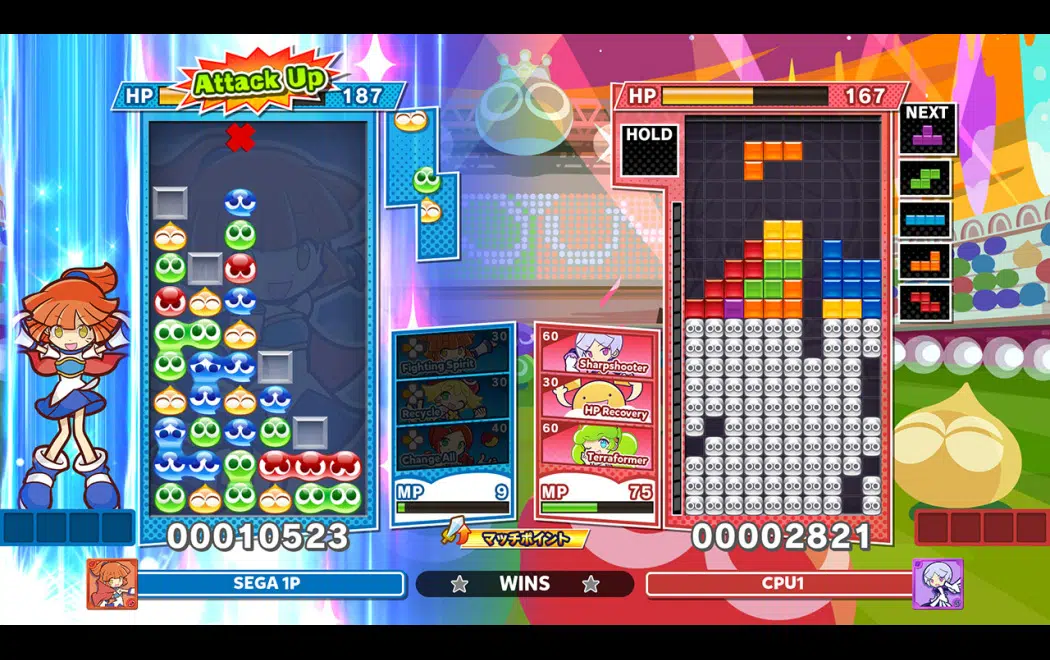 Attack Up
HP 187
HP 167
HOLD
NEXT
30
Fighting Spirit
30
Recycle
40
Change All
MP 9
60
Sharpshooter
30
HP Recovery
60
Terraformer
MP 75
00010523
マッチポイント
00002821
SEGA 1P
WINS
CPU1